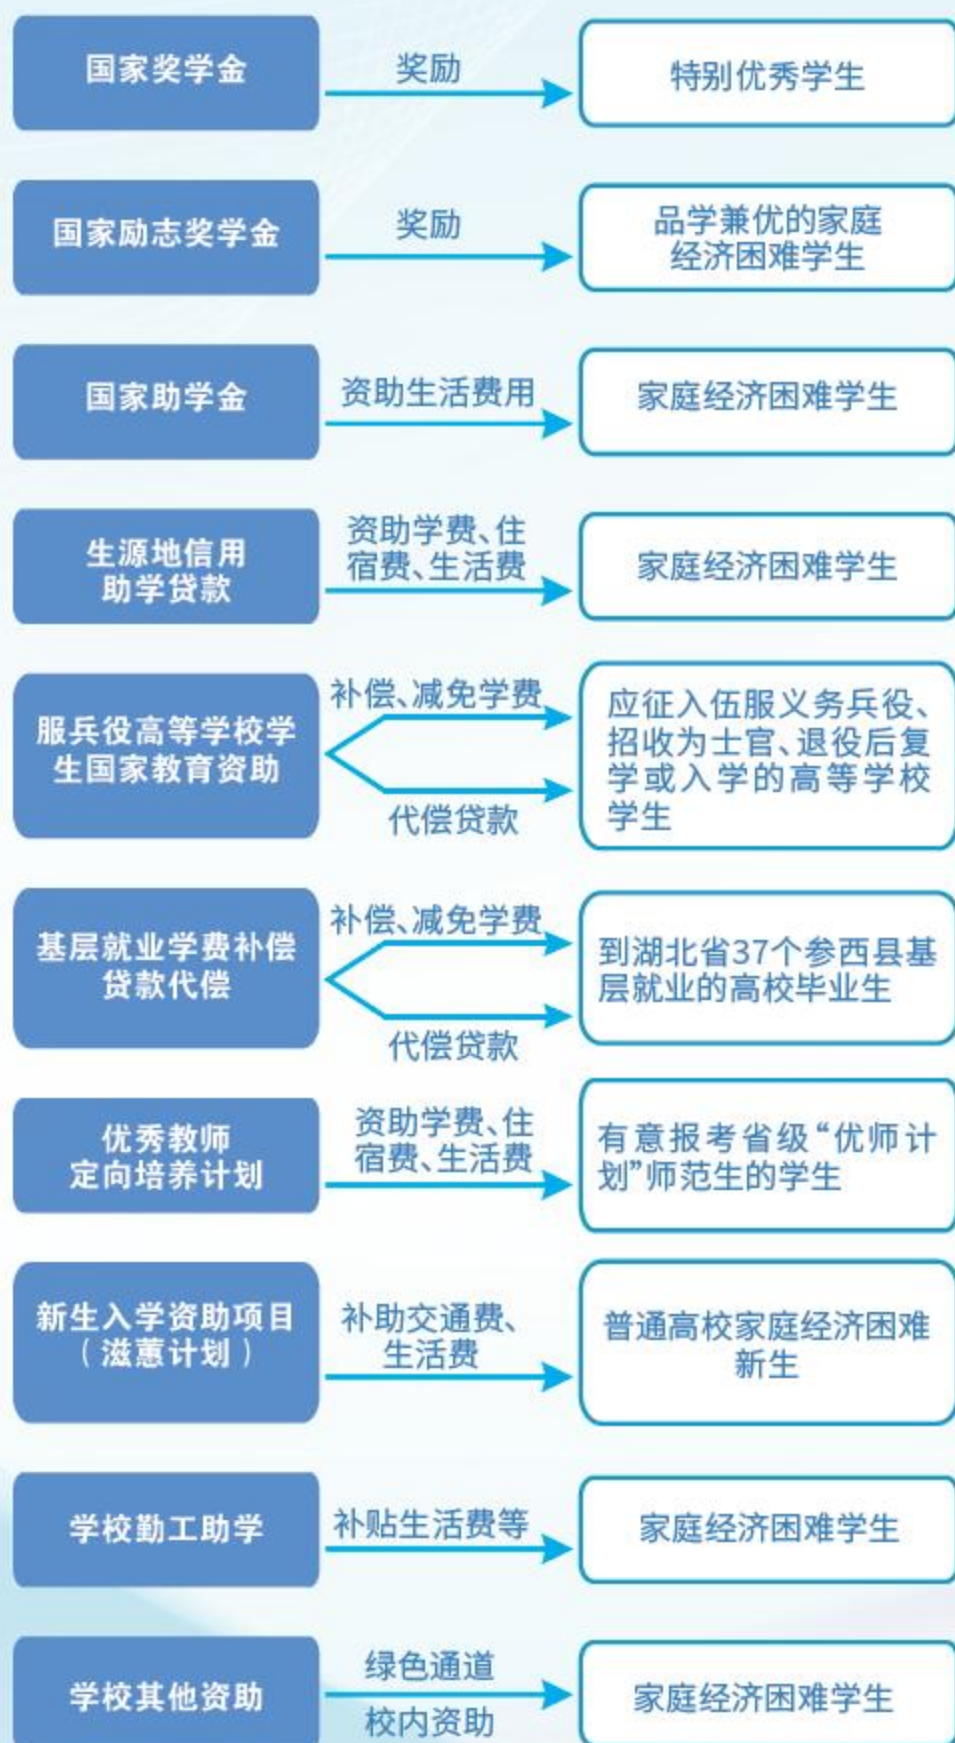 国家奖学金
奖励
特别优秀学生
国家励志奖学金
奖励
品学兼优的家庭
经济困难学生
国家助学金
资助生活费用
家庭经济困难学生
生源地信用
助学贷款
资助学费、住
宿费、生活费
家庭经济困难学生
服兵役高等学校学
生国家教育资助
补偿、减免学费
代偿贷款
应征入伍服义务兵役、
招收为士官、退役后复
学或入学的高等学校
学生
基层就业学费补偿
贷款代偿
补偿、减免学费
代偿贷款
到湖北省37个参西县基
层就业的高校毕业生
优秀教师
定向培养计划
资助学费、住
宿费、生活费
有意报考省级“优师计
划”师范生的学生
新生入学资助项目
（滋蕙计划）
补助交通费、
生活费
普通高校家庭经济困难
新生
学校勤工助学
补贴生活费等
家庭经济困难学生
学校其他资助
绿色通道
校内资助
家庭经济困难学生